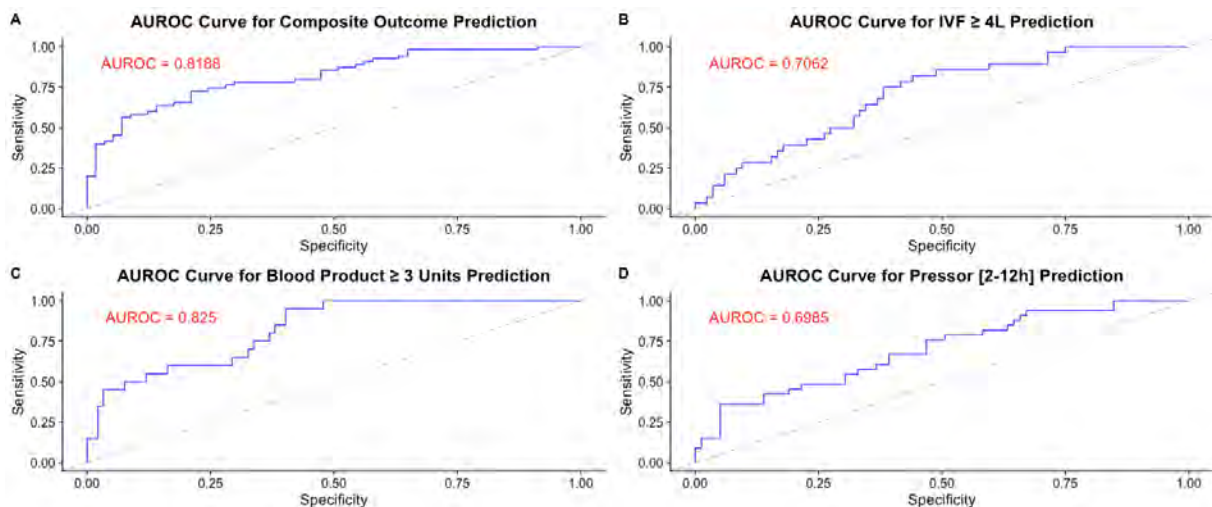 A
AUROC Curve for Composite Outcome Prediction
AUROC = 0.8188
1.00
0.75
0.50
0.25
0.00
Sensitivity
0.00 0.25 0.50 0.75 1.00
Specificity
B
AUROC Curve for IVF ≥ 4L Prediction
AUROC = 0.7062
1.00
0.75
0.50
0.25
0.00
Sensitivity
0.00 0.25 0.50 0.75 1.00
Specificity
C
AUROC Curve for Blood Product ≥ 3 Units Prediction
AUROC = 0.825
1.00
0.75
0.50
0.25
0.00
Sensitivity
0.00 0.25 0.50 0.75 1.00
Specificity
D
AUROC Curve for Pressor [2-12h] Prediction
AUROC = 0.6985
1.00
0.75
0.50
0.25
0.00
Sensitivity
0.00 0.25 0.50 0.75 1.00
Specificity